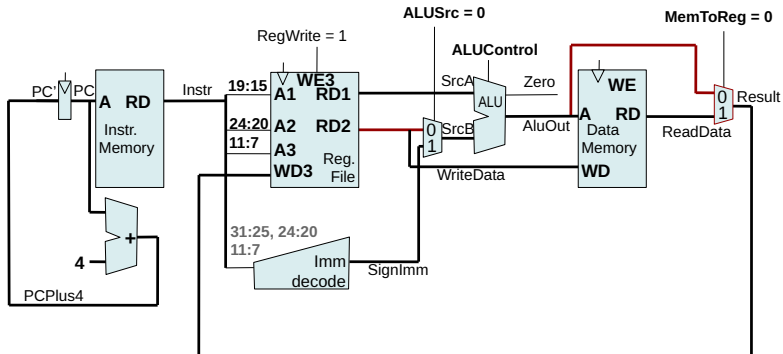 ALUSrc = 0
MemToReg = 0
RegWrite = 1
ALUControl
PC'
PC
A RD
Instr.
Memory
Instr
19:15
24:20
11:7
WE3
A1
RD1
A2
RD2
A3
Reg.
File
WD3
SrcA
0
1
SrcB
ALU
Zero
AluOut
WriteData
WE
A
RD
Data
Memory
WD
ReadData
0
1
Result
31:25, 24:20
11:7
Imm
decode
SignImm
+
4
PCPlus4